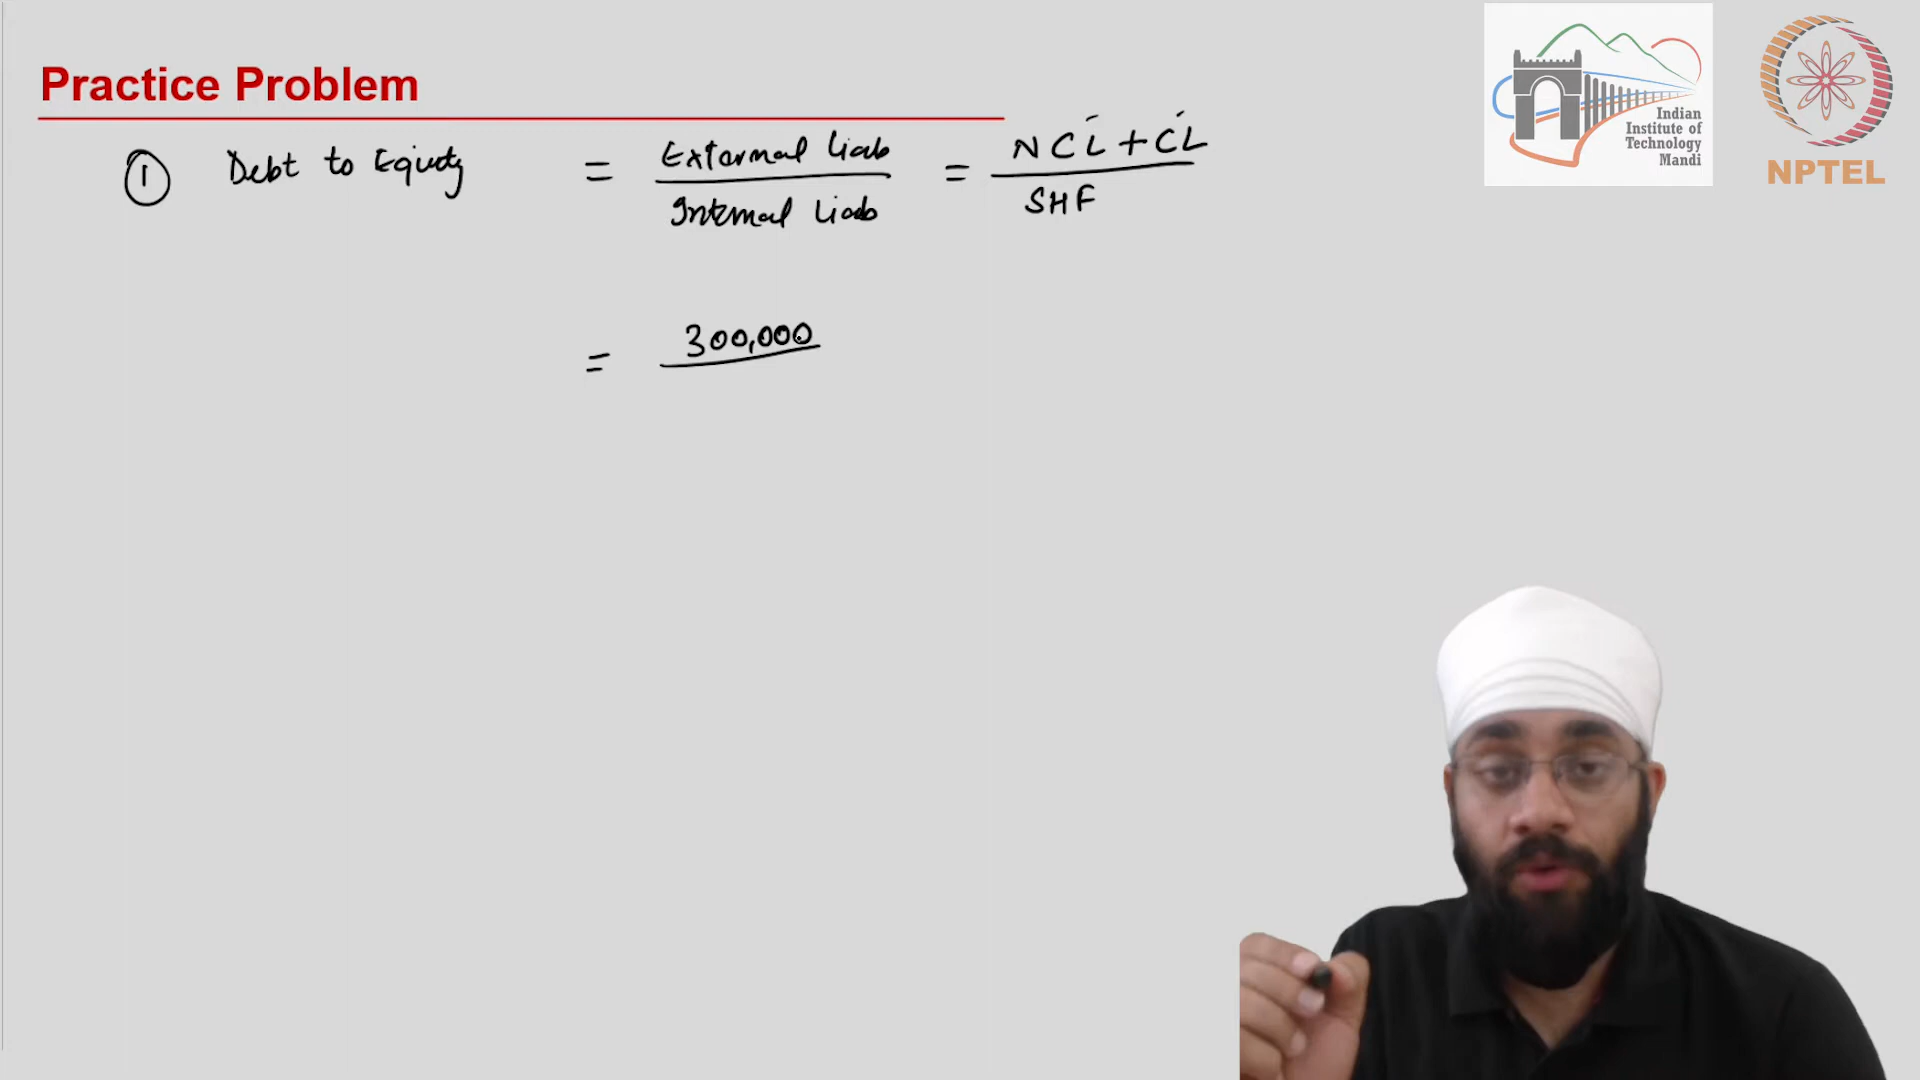 Practice Problem
Indian
Institute of
Technology
Mandi
NPTEL
① Debt to Equity = External Liab / Internal Liab = NCL + CL / SHF
= 300,000